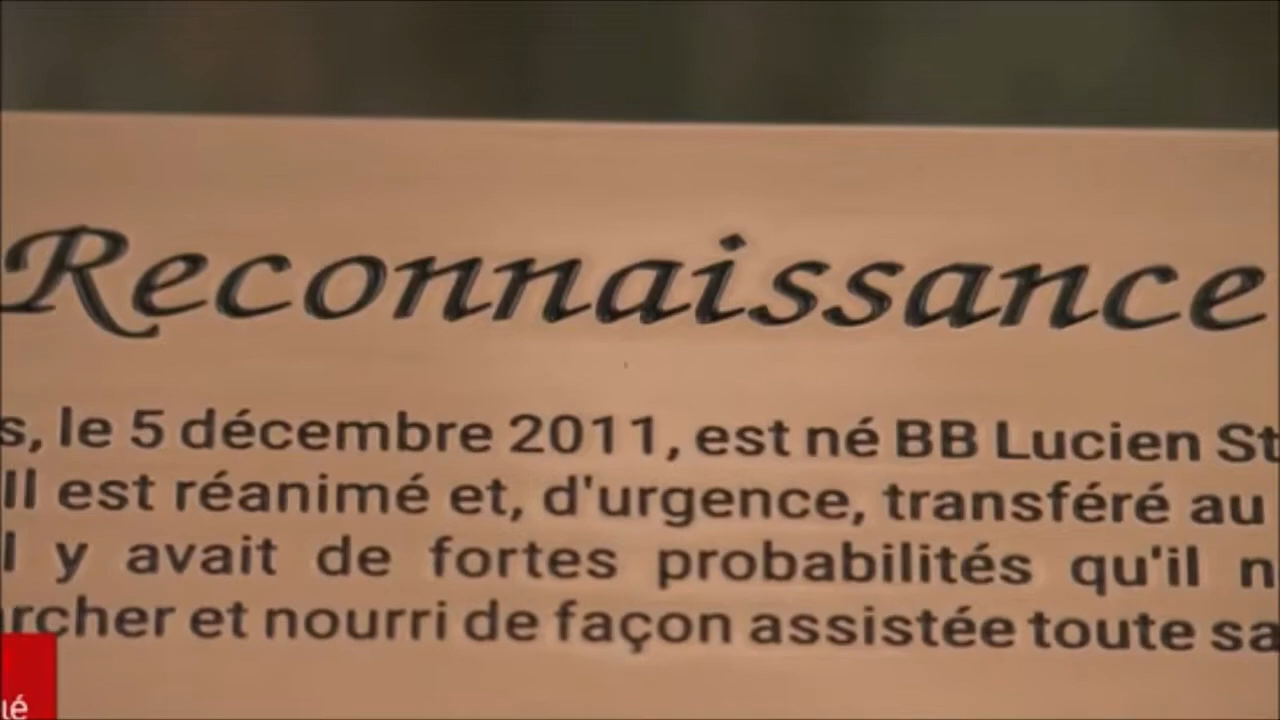 Reconnaissance
s, le 5 décembre 2011, est né BB Lucien St
Il est réanimé et, d'urgence, transféré au
l y avait de fortes probabilités qu'il n
rcher et nourri de façon assistée toute sa
ué